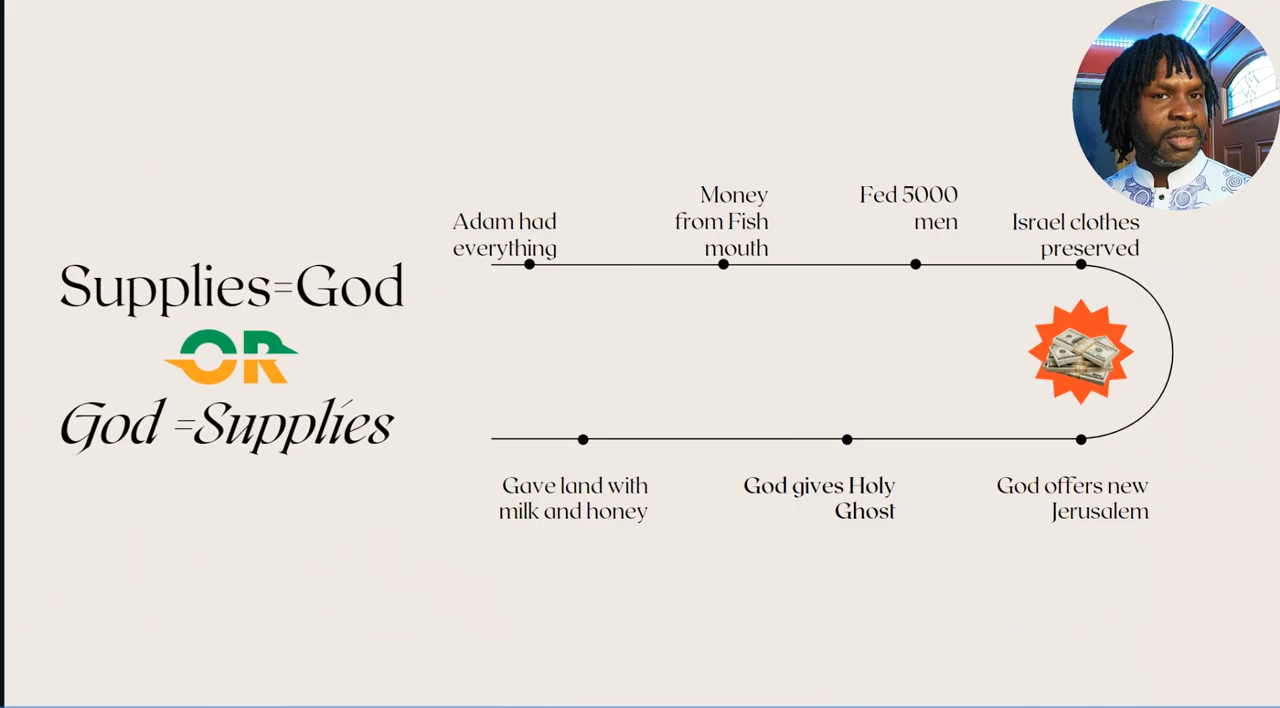 Supplies=God
OR
God =Supplies
Adam had
everything
Money
from Fish
mouth
Fed 5000
men
Israel clothes
preserved
Gave land with
milk and honey
God gives Holy
Ghost
God offers new
Jerusalem